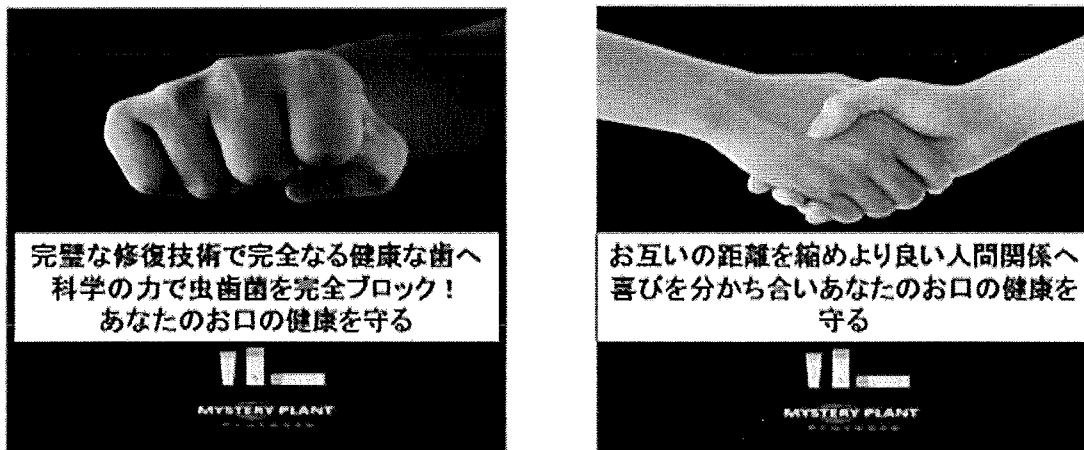 完璧な修復技術で完全なる健康な歯へ
科学の力で虫歯菌を完全ブロック！
あなたのお口の健康を守る
MYSTERY PLANT
お互いの距離を縮めより良い人間関係へ
喜びを分かち合いあなたのお口の健康を
守る
MYSTERY PLANT